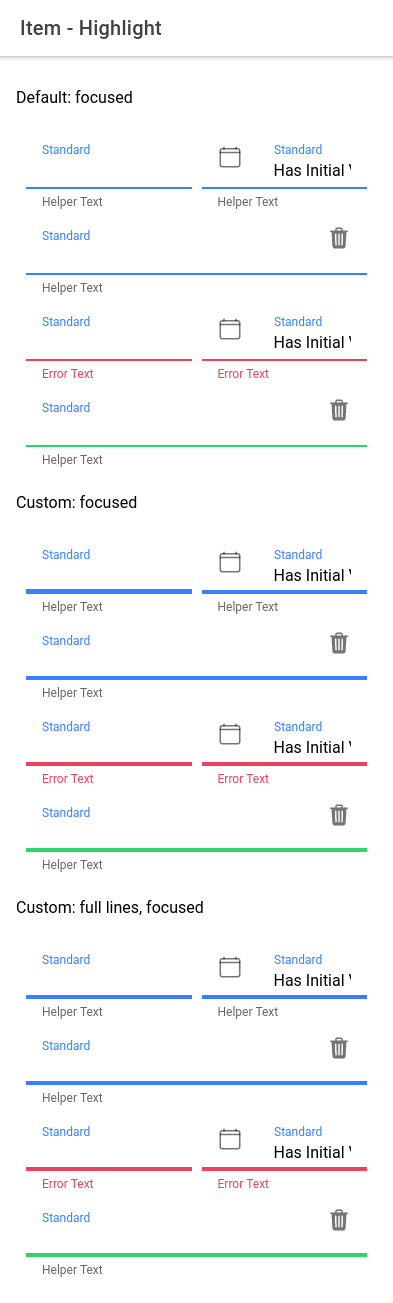 Item - Highlight
Default: focused
Standard
Standard
Has Initial
Helper Text
Helper Text
Standard
Helper Text
Standard
Standard
Has Initial
Error Text
Error Text
Standard
Helper Text
Custom: focused
Standard
Standard
Has Initial
Helper Text
Helper Text
Standard
Helper Text
Standard
Standard
Has Initial
Error Text
Error Text
Standard
Helper Text
Custom: full lines, focused
Standard
Standard
Has Initial
Helper Text
Helper Text
Standard
Helper Text
Standard
Standard
Has Initial
Error Text
Error Text
Standard
Helper Text